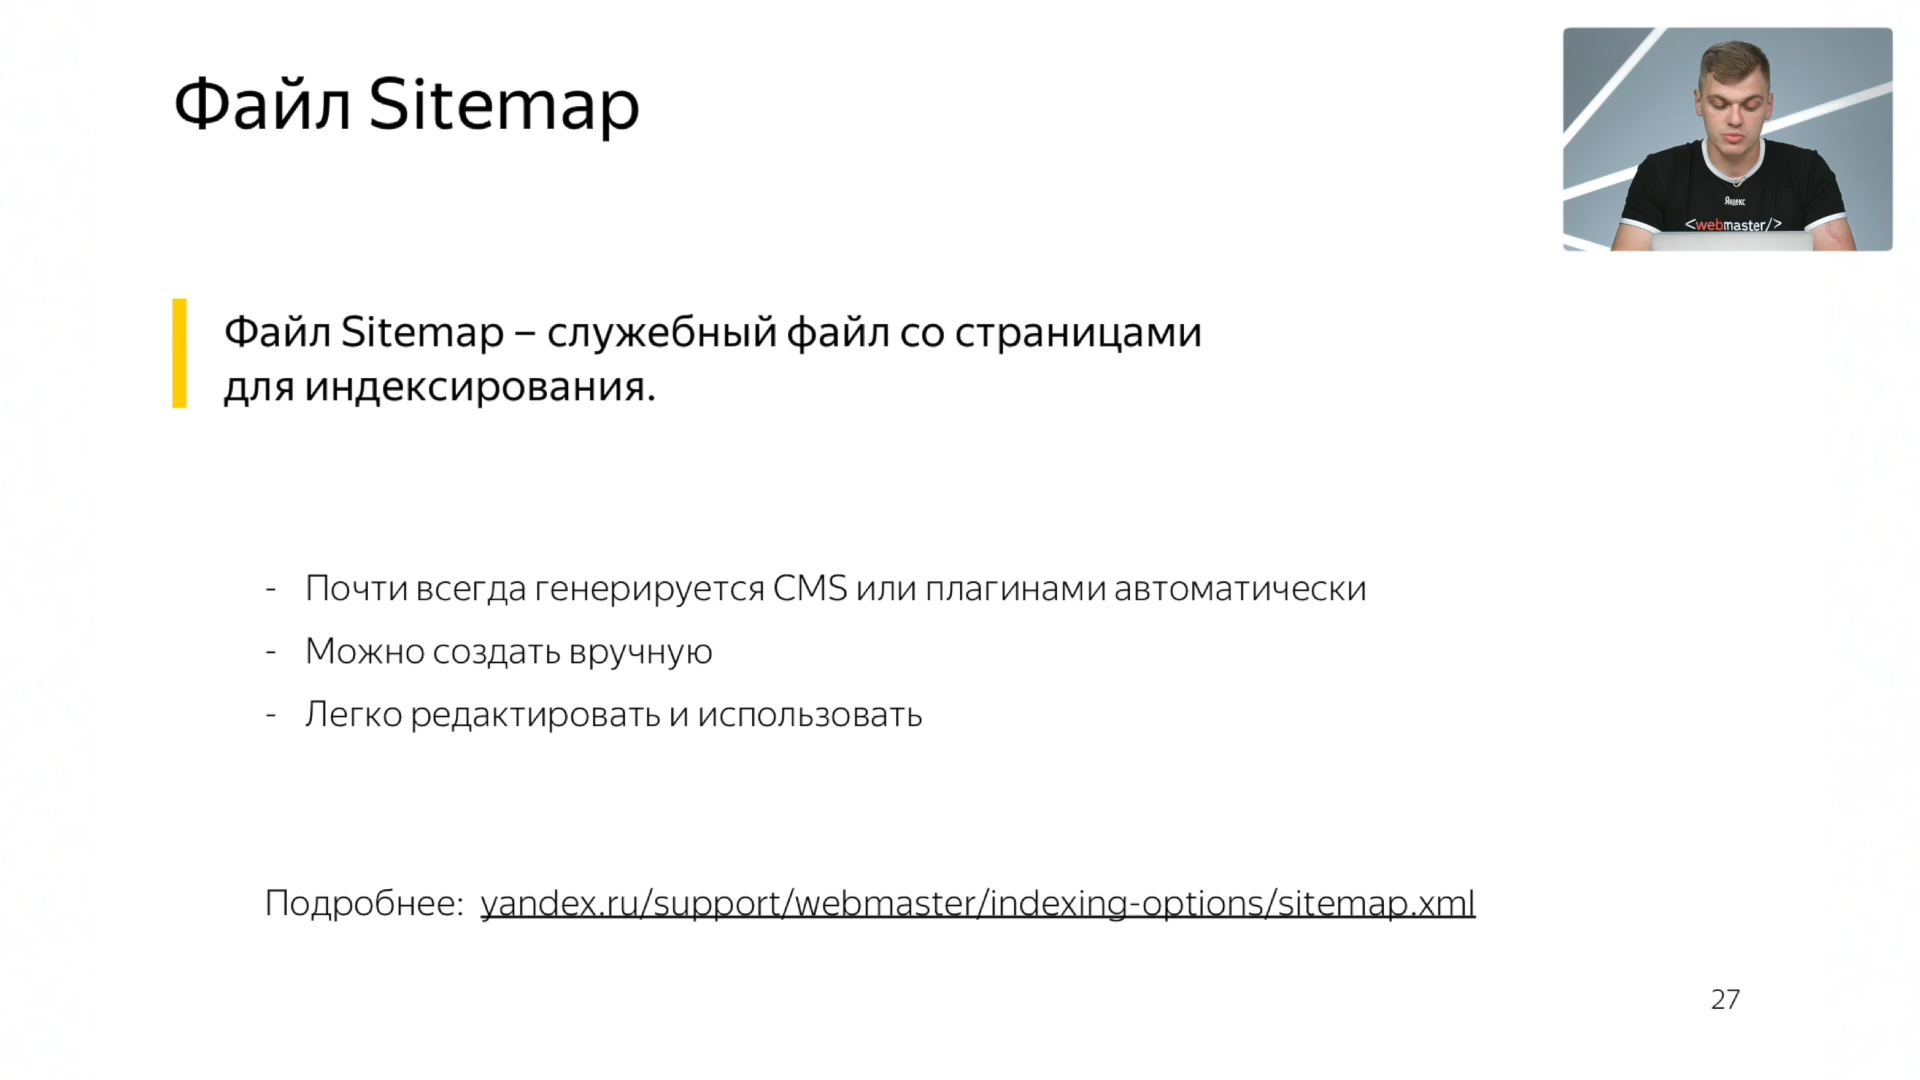 Файл Sitemap
Яндекс
<webmaster/>
Файл Sitemap – служебный файл со страницами
для индексирования.
- Почти всегда генерируется CMS или плагинами автоматически
- Можно создать вручную
- Легко редактировать и использовать
Подробнее: yandex.ru/support/webmaster/indexing-options/sitemap.xml
27